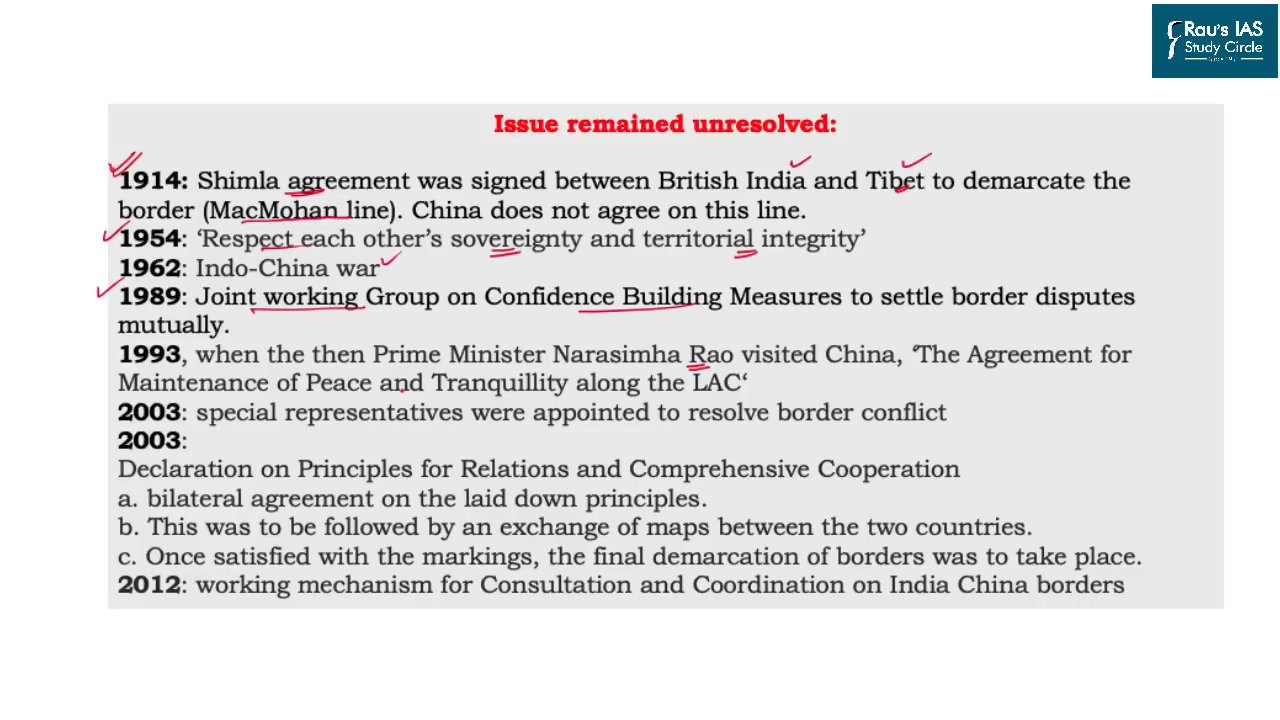 Rau's IAS
Study Circle
Issue remained unresolved:
1914: Shimla agreement was signed between British India and Tibet to demarcate the
border (MacMohan line). China does not agree on this line.
1954: ‘Respect each other’s sovereignty and territorial integrity’
1962: Indo-China war
1989: Joint working Group on Confidence Building Measures to settle border disputes
mutually.
1993, when the then Prime Minister Narasimha Rao visited China, ‘The Agreement for
Maintenance of Peace and Tranquillity along the LAC‘
2003: special representatives were appointed to resolve border conflict
2003:
Declaration on Principles for Relations and Comprehensive Cooperation
a. bilateral agreement on the laid down principles.
b. This was to be followed by an exchange of maps between the two countries.
c. Once satisfied with the markings, the final demarcation of borders was to take place.
2012: working mechanism for Consultation and Coordination on India China borders